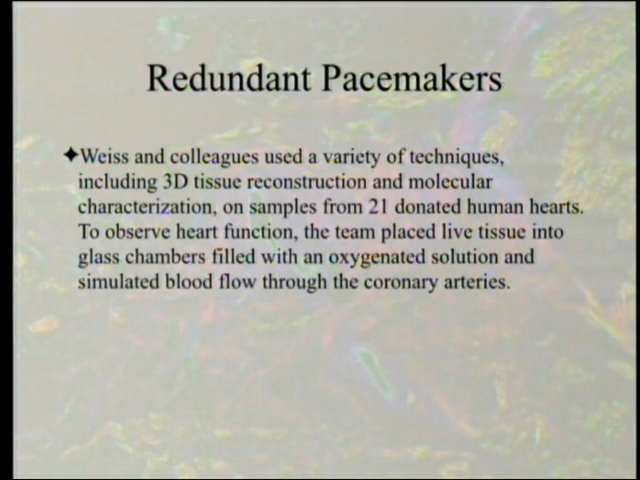 Redundant Pacemakers
✦Weiss and colleagues used a variety of techniques,
including 3D tissue reconstruction and molecular
characterization, on samples from 21 donated human hearts.
To observe heart function, the team placed live tissue into
glass chambers filled with an oxygenated solution and
simulated blood flow through the coronary arteries.